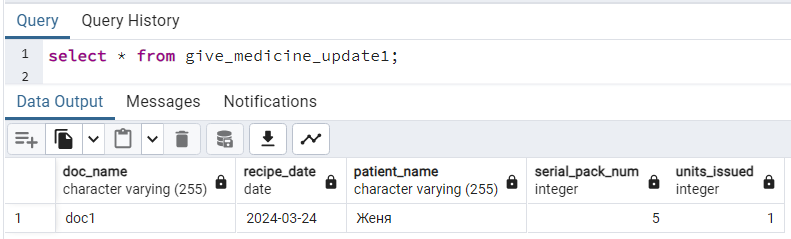 Query Query History
1 select * from give_medicine_update1;
2
Data Output Messages Notifications
doc_name recipe_date patient_name serial_pack_num units_issued
character varying (255) date character varying (255) integer integer
1 doc1 2024-03-24 Женя 5 1